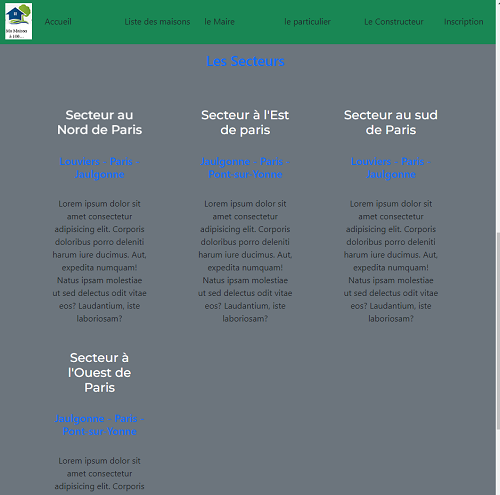 Ma Maison
à 100...
Accueil
Liste des maisons
le Maire
le particulier
Le Constructeur
Inscription
Les Secteurs
Secteur au
Nord de Paris
Louviers - Paris -
Jaulgonne
Lorem ipsum dolor sit
amet consectetur
adipisicing elit. Corporis
doloribus porro deleniti
harum iure ducimus. Aut,
expedita numquam!
Natus ipsam molestiae
ut sed delectus odit vitae
eos? Laudantium, iste
laboriosam?
Secteur à l'Est
de paris
Jaulgonne - Paris -
Pont-sur-Yonne
Lorem ipsum dolor sit
amet consectetur
adipisicing elit. Corporis
doloribus porro deleniti
harum iure ducimus. Aut,
expedita numquam!
Natus ipsam molestiae
ut sed delectus odit vitae
eos? Laudantium, iste
laboriosam?
Secteur au sud
de Paris
Louviers - Paris -
Jaulgonne
Lorem ipsum dolor sit
amet consectetur
adipisicing elit. Corporis
doloribus porro deleniti
harum iure ducimus. Aut,
expedita numquam!
Natus ipsam molestiae
ut sed delectus odit vitae
eos? Laudantium, iste
laboriosam?
Secteur à
l'Ouest de
Paris
Jaulgonne - Paris -
Pont-sur-Yonne
Lorem ipsum dolor sit
amet consectetur
adipisicing elit. Corporis